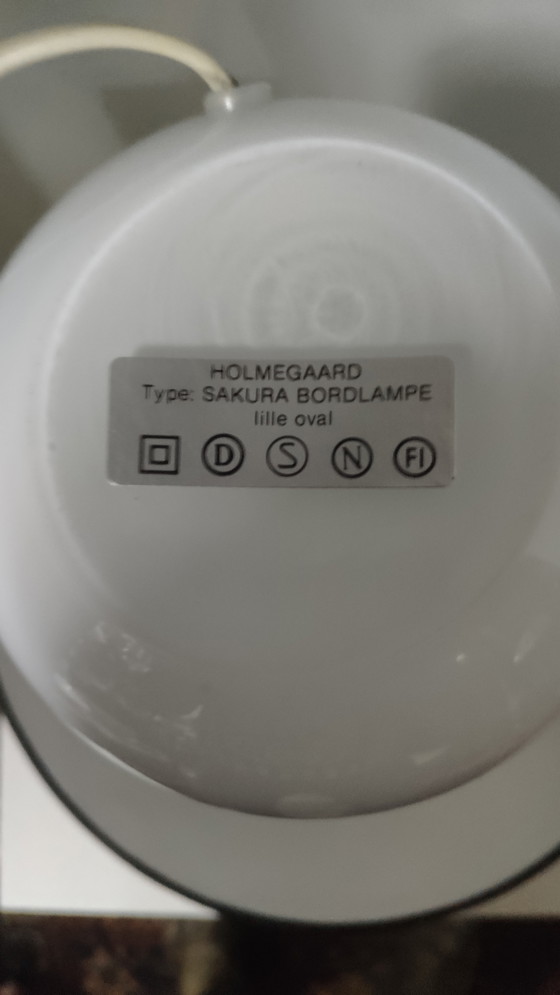 HOLMEGAARD
Type: SAKURA BORDLAMPE
lille oval
D S N FI